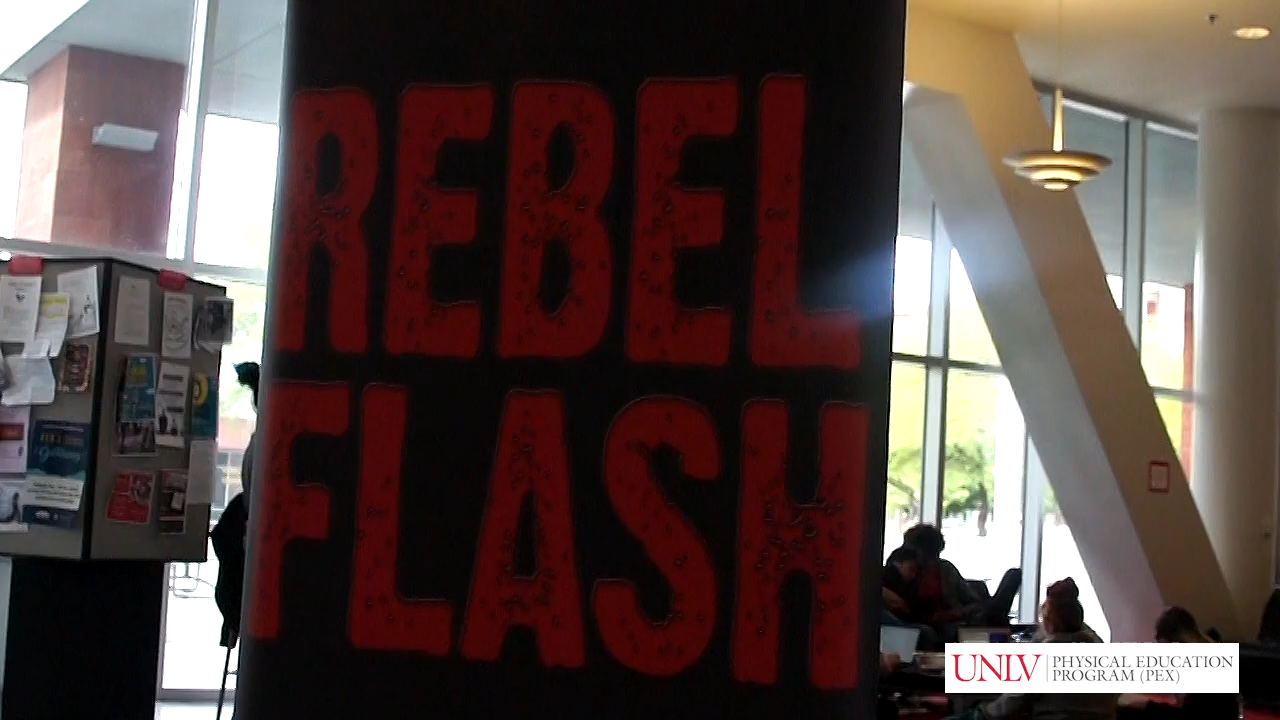 REBEL
FLASH
UNLV
PHYSICAL EDUCATION
PROGRAM (PEX)